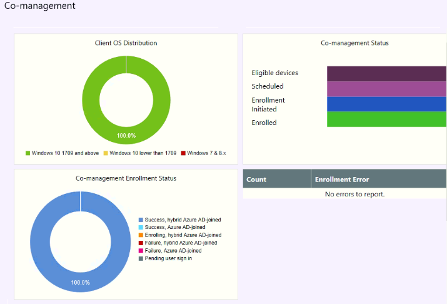 Co-management
Client OS Distribution
100.0%
Windows 10 1709 and above
Windows 10 lower than 1709
Windows 7 & 8.x
Co-management Status
Eligible devices
Scheduled
Enrollment
Initiated
Enrolled
Co-management Enrollment Status
100.0%
Success, hybrid Azure AD-joined
Success, Azure AD-joined
Enrolling, hybrid Azure AD-joined
Failure, hybrid Azure AD-joined
Failure, Azure AD-joined
Pending user sign in
Count Enrollment Error
No errors to report.